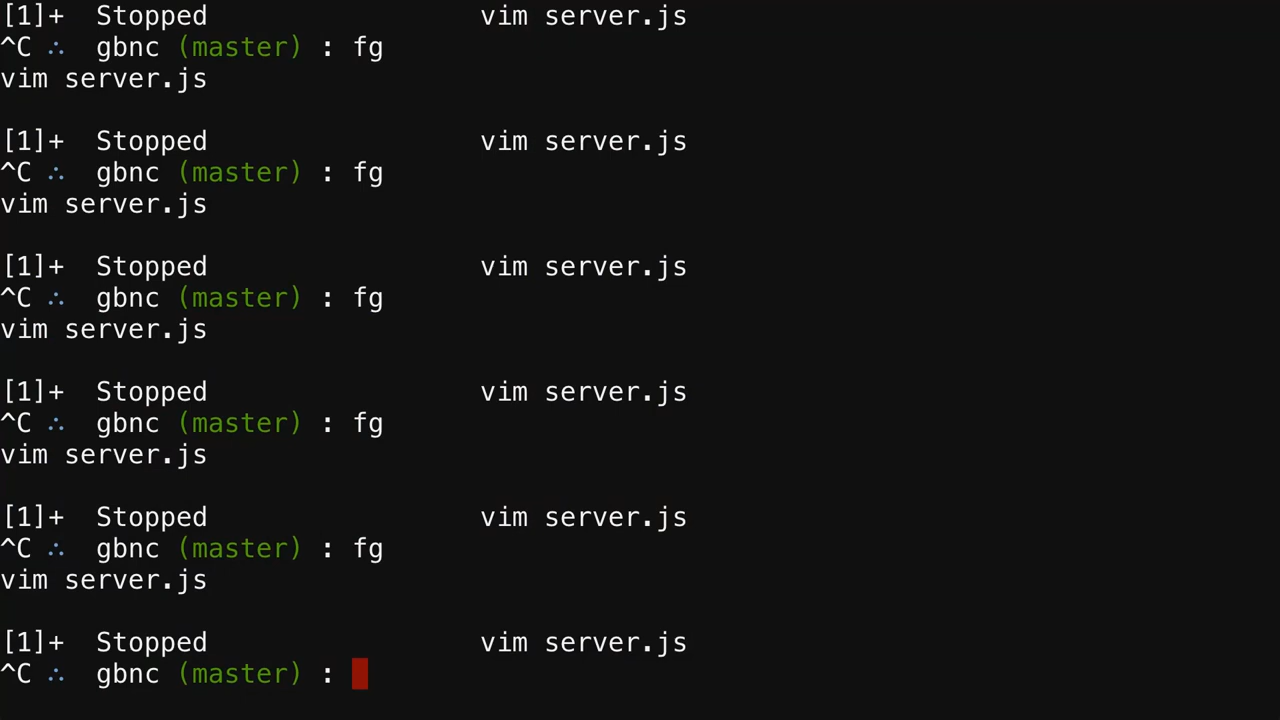 [1]+  Stopped                 vim server.js
^C ∴  gbnc (master) : fg
vim server.js
[1]+  Stopped                 vim server.js
^C ∴  gbnc (master) : fg
vim server.js
[1]+  Stopped                 vim server.js
^C ∴  gbnc (master) : fg
vim server.js
[1]+  Stopped                 vim server.js
^C ∴  gbnc (master) : fg
vim server.js
[1]+  Stopped                 vim server.js
^C ∴  gbnc (master) : fg
vim server.js
[1]+  Stopped                 vim server.js
^C ∴  gbnc (master) :